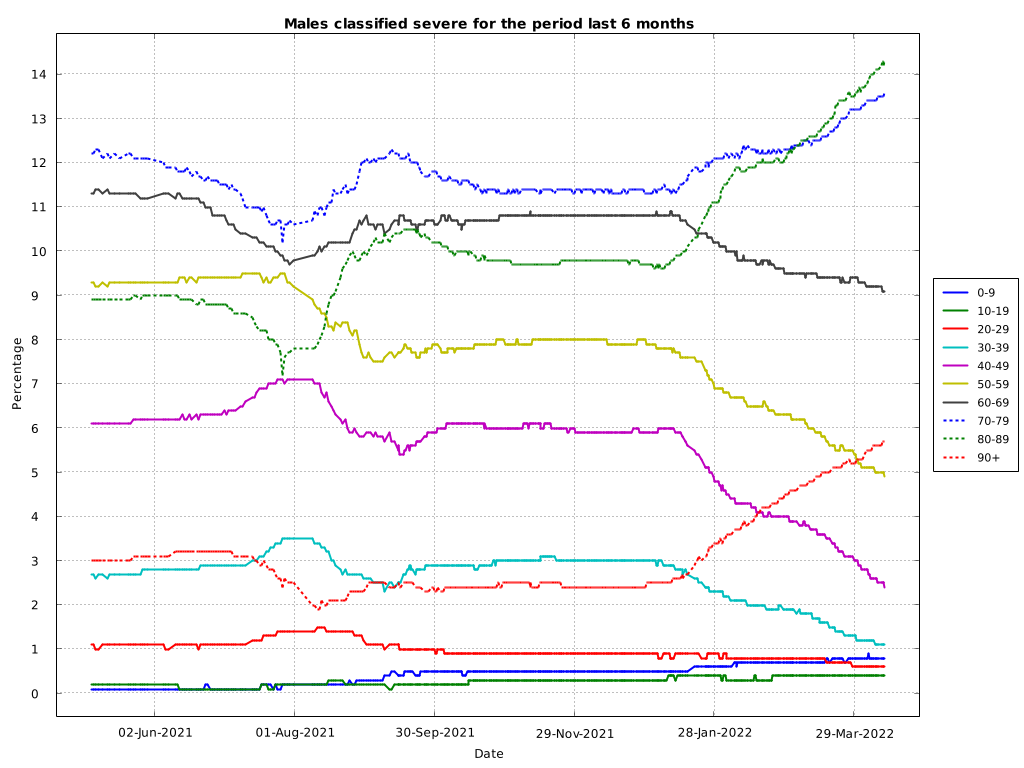 Males classified severe for the period last 6 months
Percentage
14
13
12
11
10
9
8
7
6
5
4
3
2
1
0
02-Jun-2021
01-Aug-2021
30-Sep-2021
29-Nov-2021
28-Jan-2022
29-Mar-2022
Date
0-9
10-19
20-29
30-39
40-49
50-59
60-69
70-79
80-89
90+